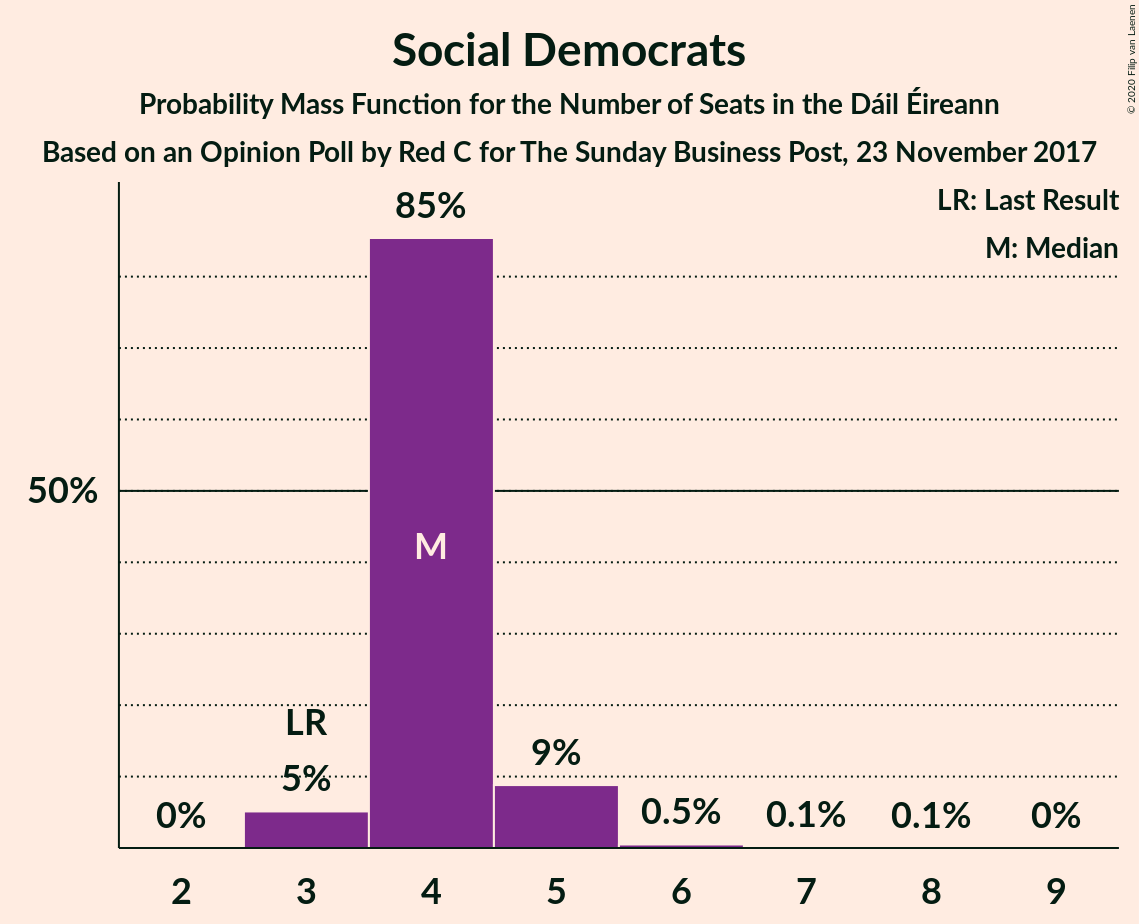 Social Democrats
Probability Mass Function for the Number of Seats in the Dáil Éireann
Based on an Opinion Poll by Red C for The Sunday Business Post, 23 November 2017
© 2020 Filip van Laenen
LR: Last Result
M: Median
85%
50%
M
LR
5%
9%
0%
0.5%
0.1%
0.1%
0%
2 3 4 5 6 7 8 9